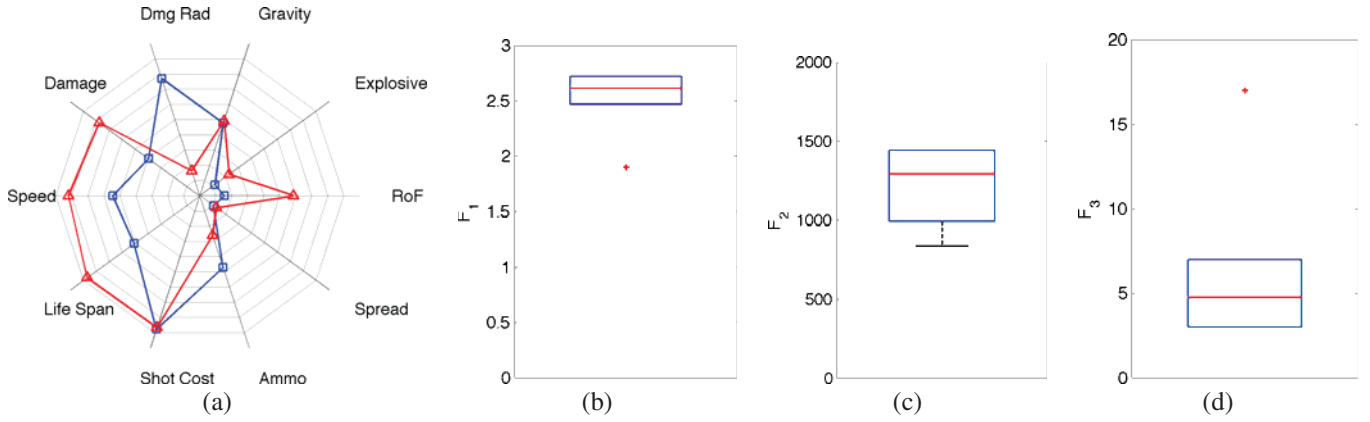 Dmg Rad
Gravity
Damage
Explosive
Speed
RoF
Life Span
Spread
Shot Cost
Ammo
(a)
3
2.5
2
1.5
1
0.5
0
F1
(b)
2000
1500
1000
500
0
F2
(c)
20
15
10
5
0
F3
(d)